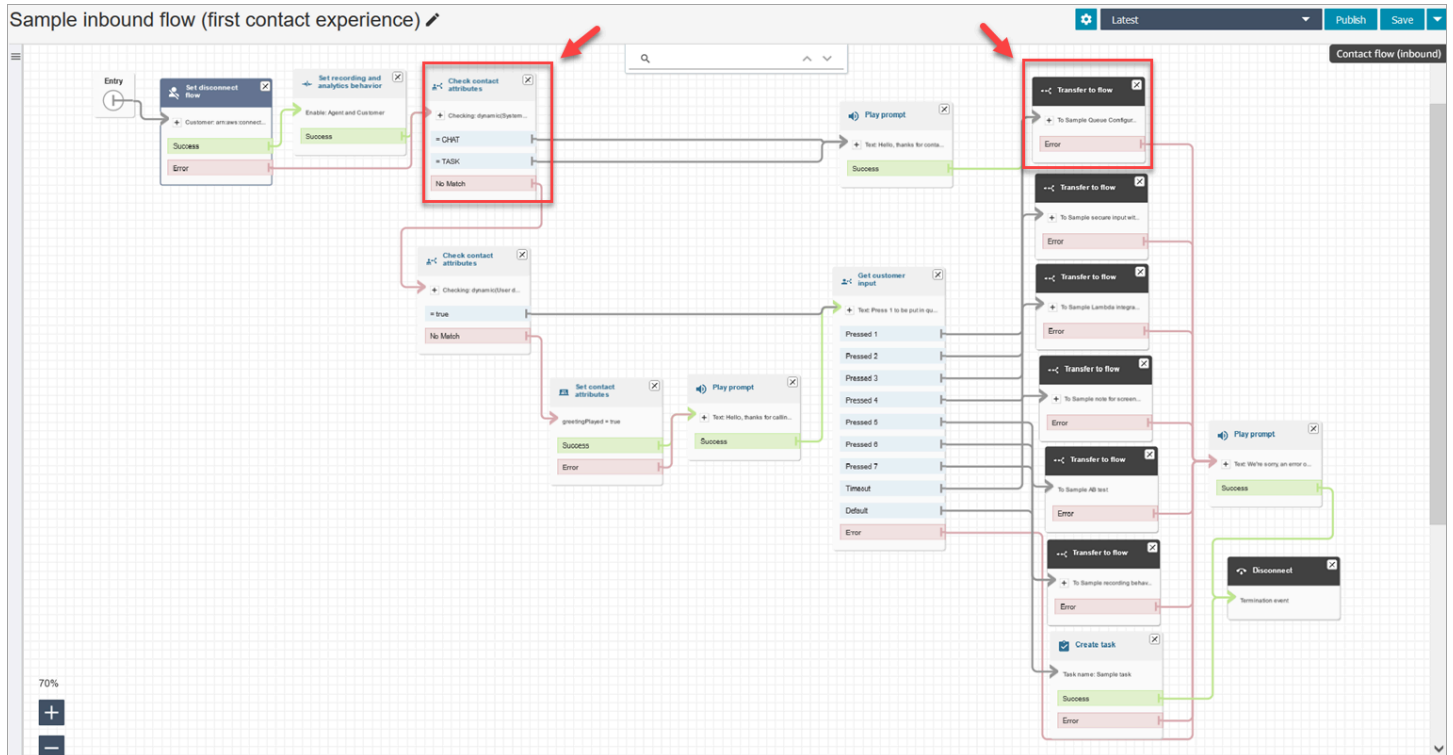 Sample inbound flow (first contact experience)
Latest
Publish
Save
Contact flow (inbound)
Entry
Set disconnect
flow
Customer: arn:aws:connect...
Success
Error
Set recording and
analytics behavior
Enable: Agent and Customer
Success
Check contact
attributes
Checking: dynamic(System...
= CHAT
= TASK
No Match
Play prompt
Text: Hello, thanks for conta...
Success
Transfer to flow
To Sample Queue Configur...
Error
Transfer to flow
To Sample secure input wit...
Error
Check contact
attributes
Checking: dynamic(User d...
= true
No Match
Get customer
input
Text: Press 1 to be put in qu...
Pressed 1
Pressed 2
Pressed 3
Pressed 4
Pressed 5
Pressed 6
Pressed 7
Timeout
Default
Error
Transfer to flow
To Sample Lambda integra...
Error
Set contact
attributes
greetingPlayed = true
Success
Error
Play prompt
Text: Hello, thanks for callin...
Success
Transfer to flow
To Sample note for screen...
Error
Transfer to flow
To Sample AB test
Error
Play prompt
Text: We're sorry, an error o...
Success
Transfer to flow
To Sample recording behav...
Error
Disconnect
Termination event
Create task
Task name: Sample task
Success
Error
70%